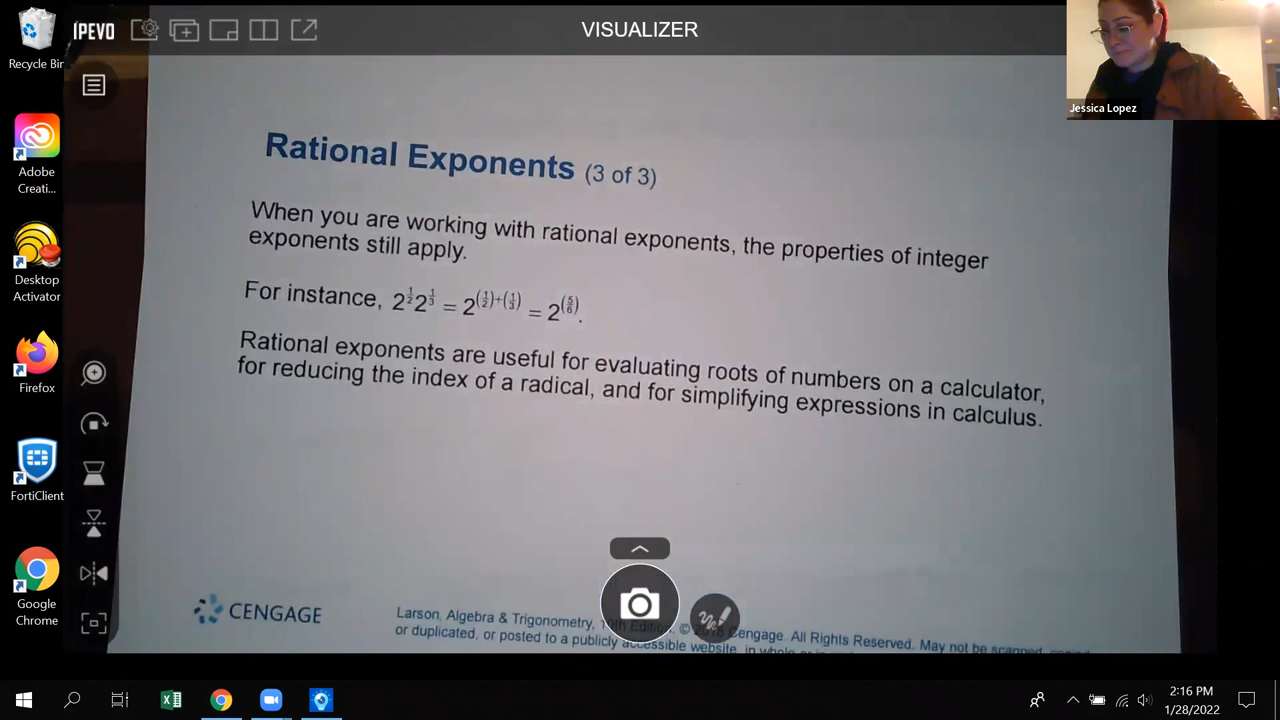 Recycle Bin
IPEVO
VISUALIZER
Jessica Lopez
Adobe
Creati...
Desktop
Activator
Firefox
FortiClient
Google
Chrome
Rational Exponents (3 of 3)
When you are working with rational exponents, the properties of integer
exponents still apply.
For instance, 2^(1/2) 2^(1/3) = 2^((1/2)+(1/3)) = 2^((5/6)).
Rational exponents are useful for evaluating roots of numbers on a calculator,
for reducing the index of a radical, and for simplifying expressions in calculus.
CENGAGE
Larson, Algebra & Trigonometry, Edition. © Cengage. All Rights Reserved. May not be scanned,
or duplicated, or posted to a publicly accessible website, in whole or in
2:16 PM
1/28/2022